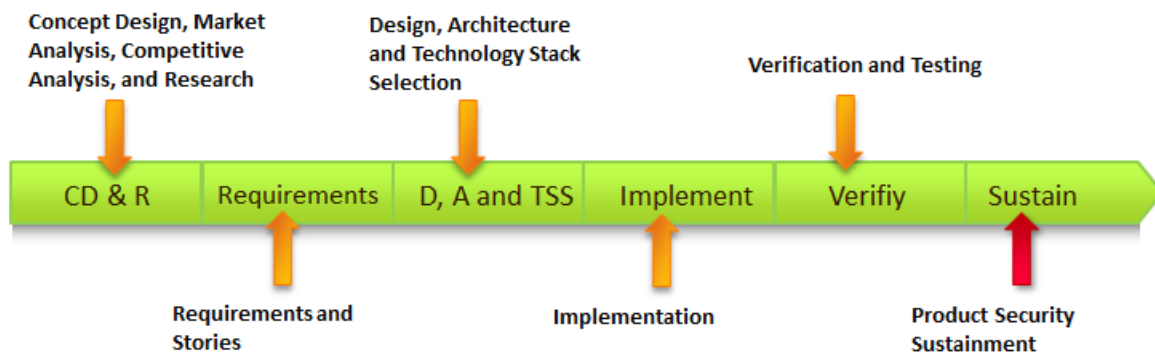 Concept Design, Market
Analysis, Competitive
Analysis, and Research
Design, Architecture
and Technology Stack
Selection
Verification and Testing
CD & R
Requirements
D, A and TSS
Implement
Verifiy
Sustain
Requirements and
Stories
Implementation
Product Security
Sustainment